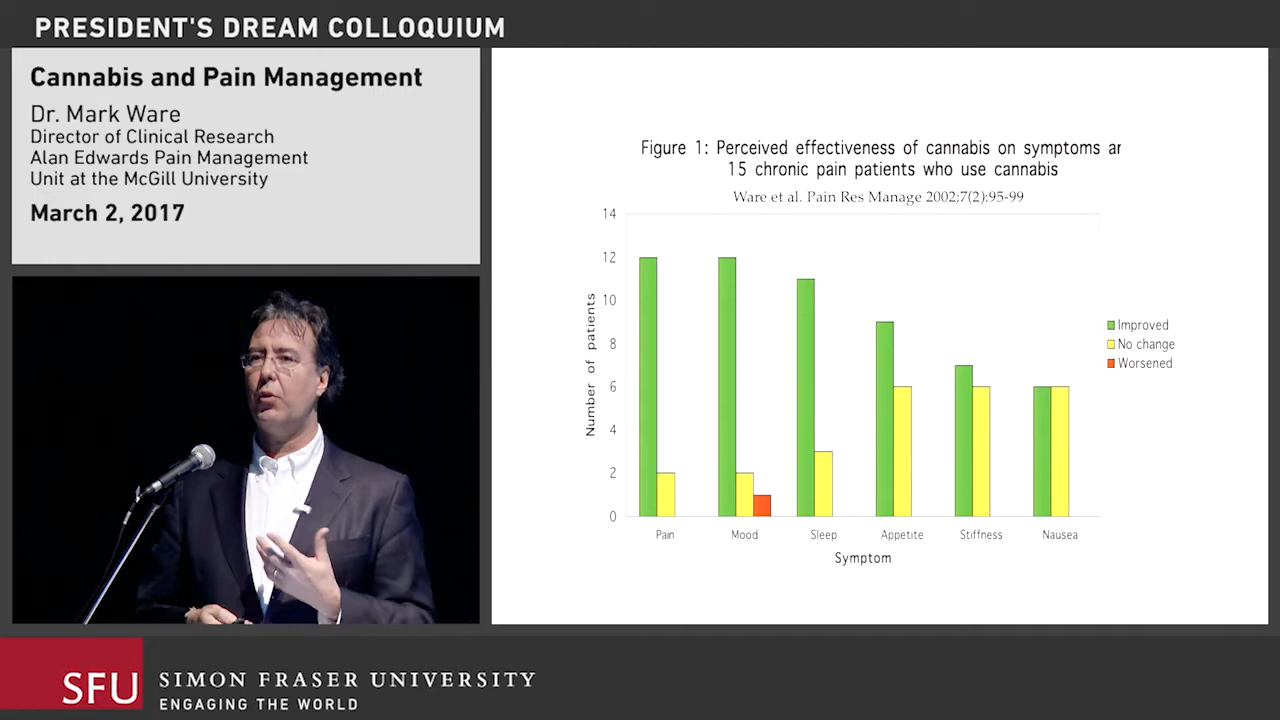 PRESIDENT'S DREAM COLLOQUIUM
Cannabis and Pain Management
Dr. Mark Ware
Director of Clinical Research
Alan Edwards Pain Management
Unit at the McGill University
March 2, 2017
Figure 1: Perceived effectiveness of cannabis on symptoms ar
15 chronic pain patients who use cannabis
Ware et al. Pain Res Manage 2002;7(2):95-99
Number of patients
14
12
10
8
6
4
2
0
Pain
Mood
Sleep
Appetite
Stiffness
Nausea
Symptom
Improved
No change
Worsened
SFU
SIMON FRASER UNIVERSITY
ENGAGING THE WORLD